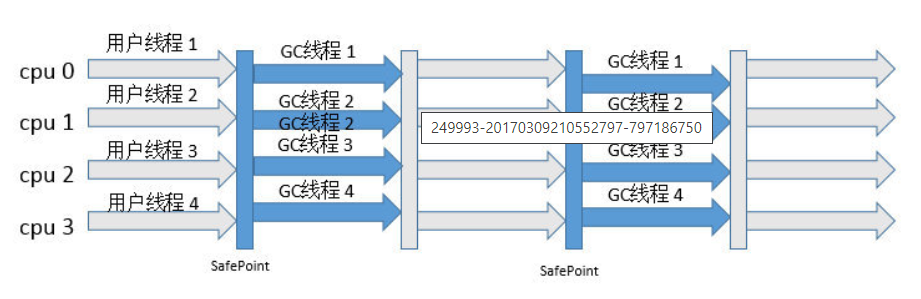 用户线程 1
GC线程 1
GC线程 1
cpu 0
用户线程 2
GC线程 2
GC线程 2
cpu 1
GC线程 2
249993-20170309210552797-797186750
用户线程 3
GC线程 3
GC线程 3
cpu 2
用户线程 4
GC线程 4
GC线程 4
cpu 3
SafePoint
SafePoint